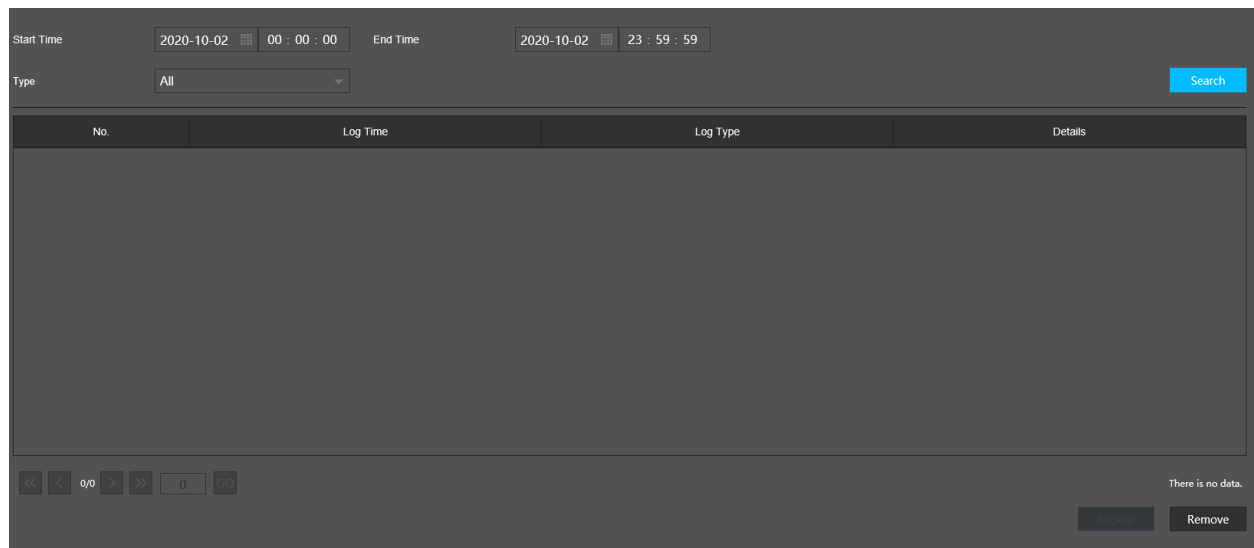 Start Time 2020-10-02 00 : 00 : 00 End Time 2020-10-02 23 : 59 : 59
Type All Search
No. Log Time Log Type Details
0/0 0 GO There is no data.
Backup Remove